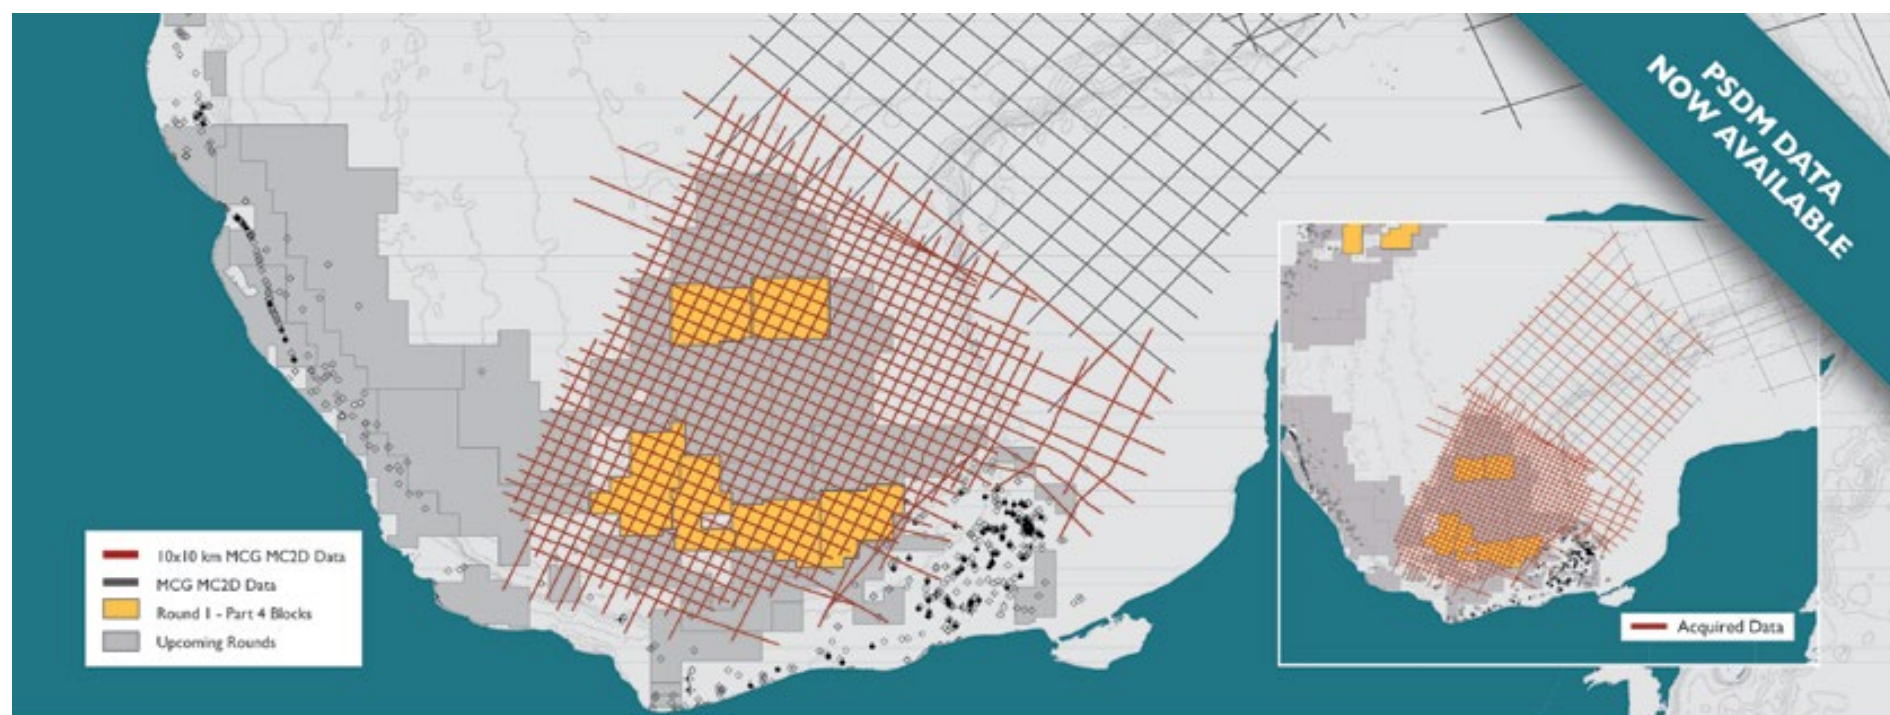 PSDM DATA
NOW AVAILABLE
10x10 km MCG MC2D Data
MCG MC2D Data
Round 1 - Part 4 Blocks
Upcoming Rounds
Acquired Data